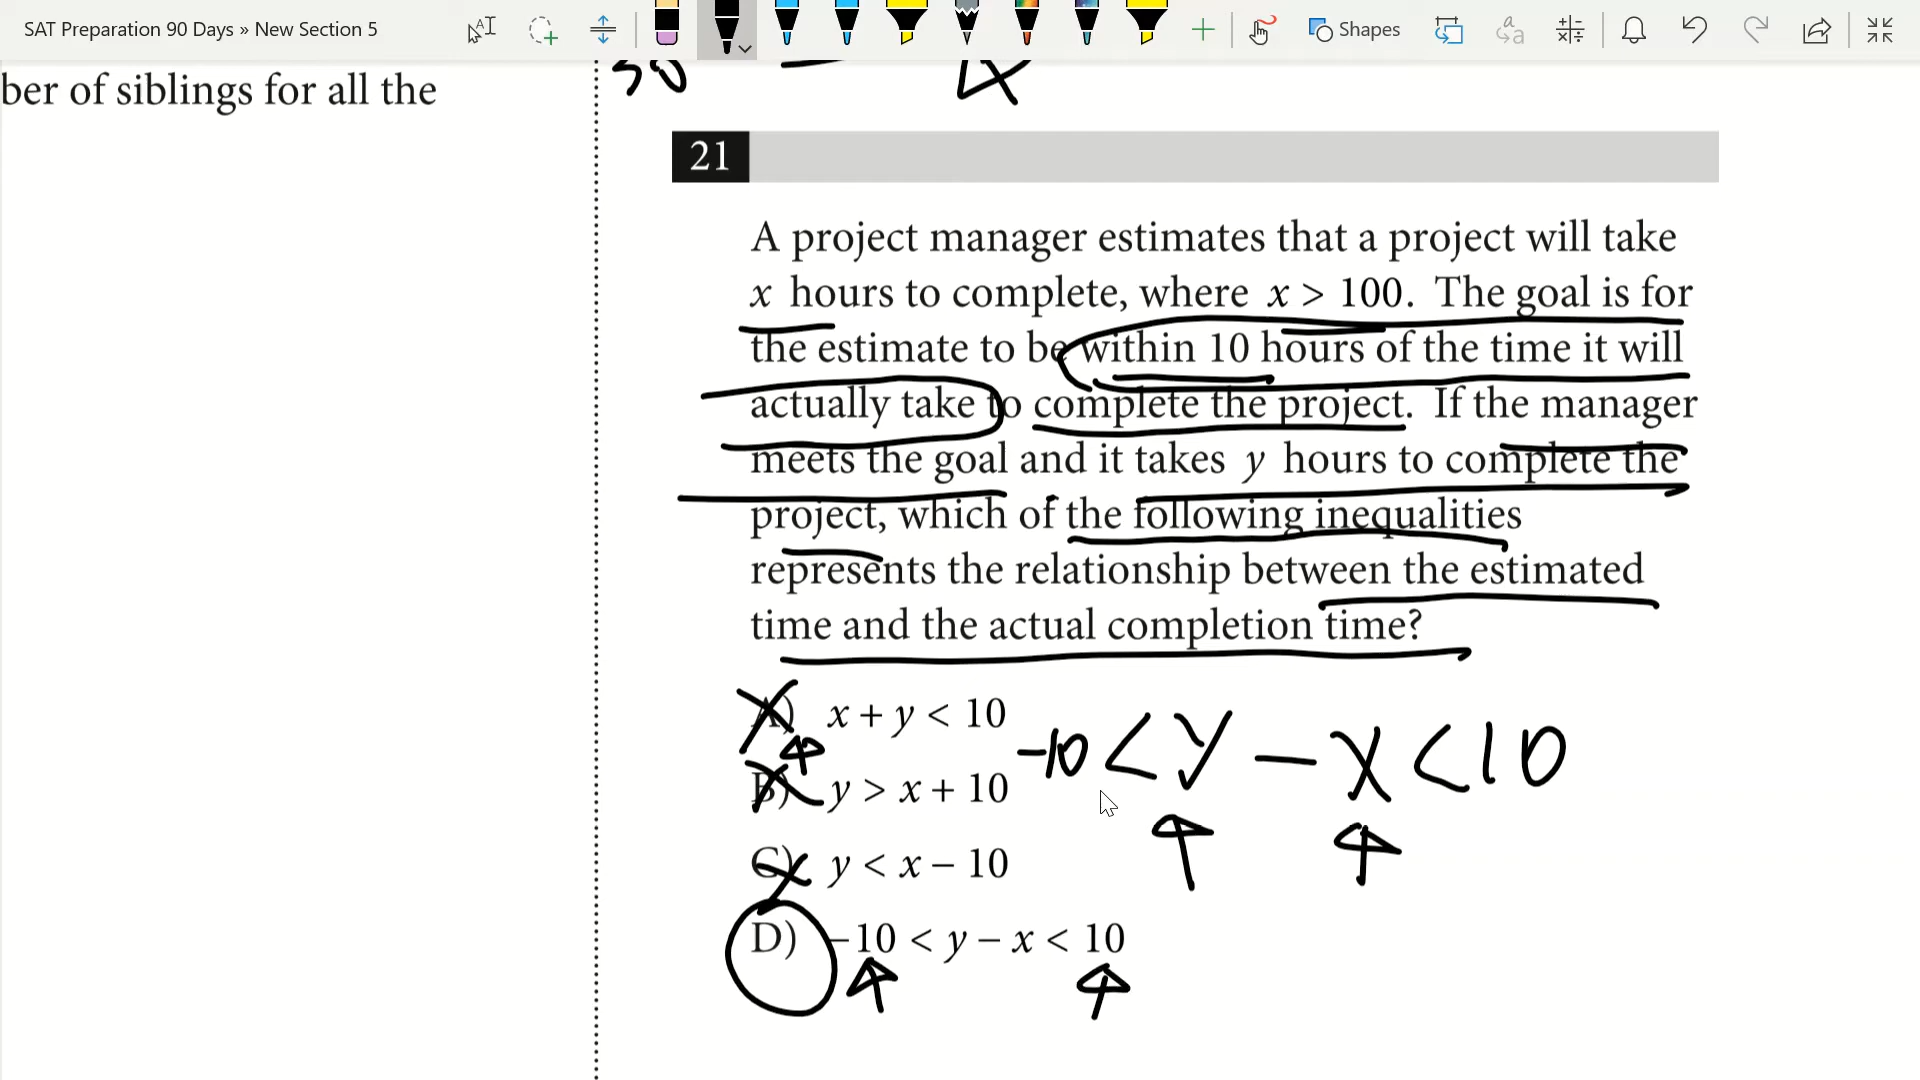 SAT Preparation 90 Days » New Section 5
Shapes
ber of siblings for all the
30
21
A project manager estimates that a project will take
x hours to complete, where x > 100. The goal is for
the estimate to be within 10 hours of the time it will
actually take to complete the project. If the manager
meets the goal and it takes y hours to complete the
project, which of the following inequalities
represents the relationship between the estimated
time and the actual completion time?
A) x + y < 10
B) y > x + 10
C) y < x − 10
D) −10 < y − x < 10
-10 < y - x < 10